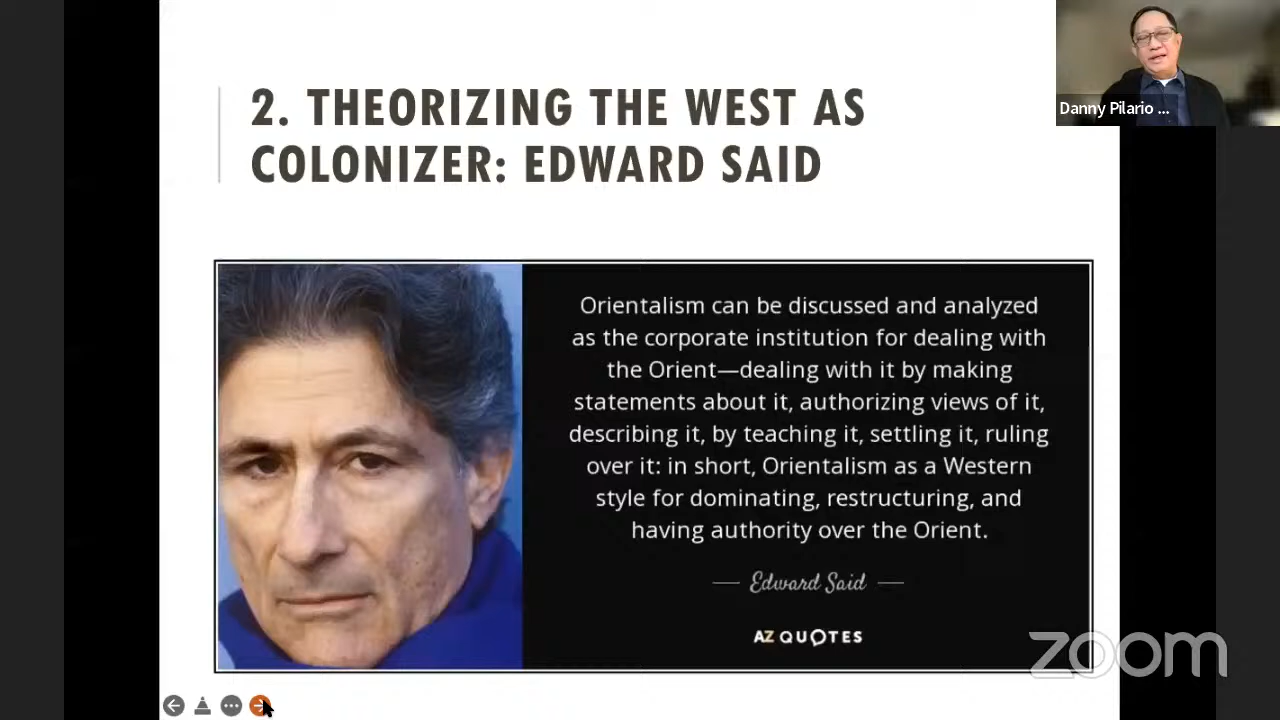 2. THEORIZING THE WEST AS
COLONIZER: EDWARD SAID
Danny Pilario ...
Orientalism can be discussed and analyzed
as the corporate institution for dealing with
the Orient—dealing with it by making
statements about it, authorizing views of it,
describing it, by teaching it, settling it, ruling
over it: in short, Orientalism as a Western
style for dominating, restructuring, and
having authority over the Orient.
Edward Said
AZ QUOTES
zoom